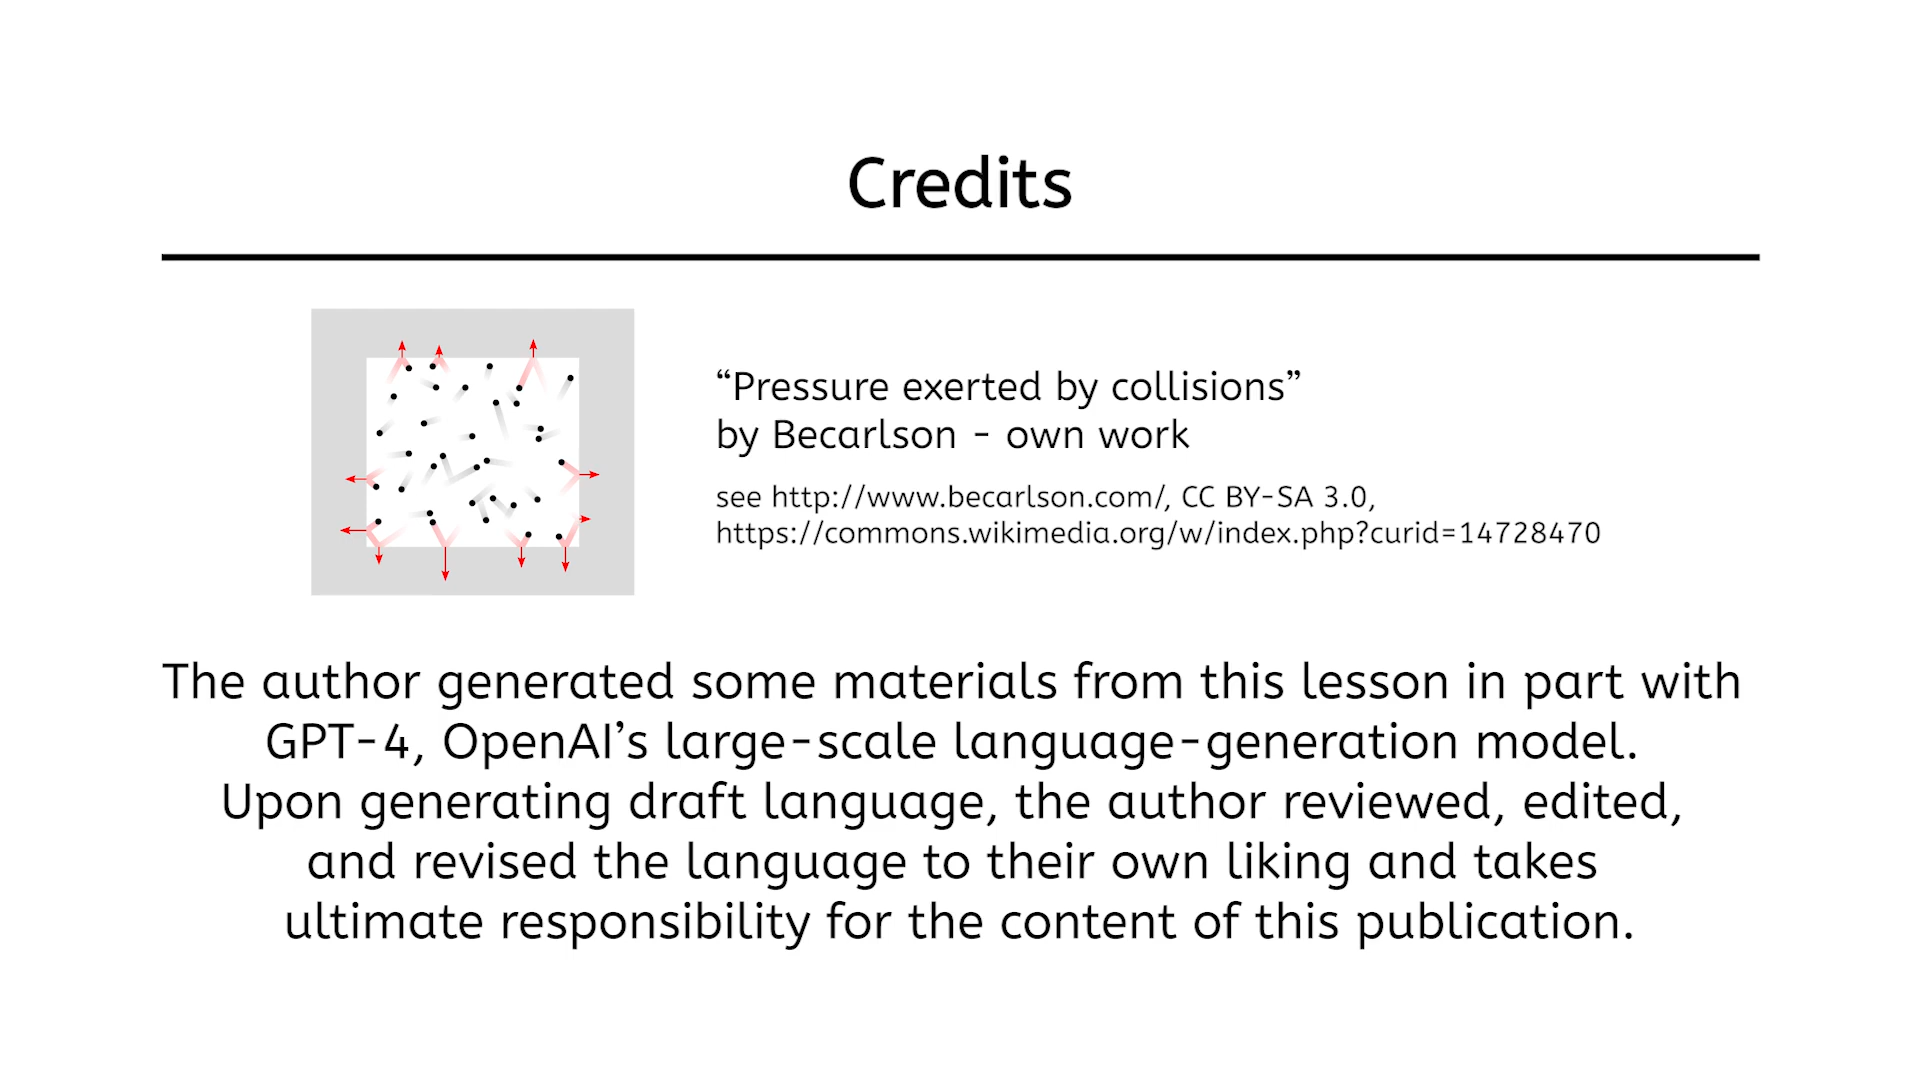 Credits
“Pressure exerted by collisions”
by Becarlson - own work
see http://www.becarlson.com/, CC BY-SA 3.0,
https://commons.wikimedia.org/w/index.php?curid=14728470
The author generated some materials from this lesson in part with
GPT-4, OpenAI’s large-scale language-generation model.
Upon generating draft language, the author reviewed, edited,
and revised the language to their own liking and takes
ultimate responsibility for the content of this publication.